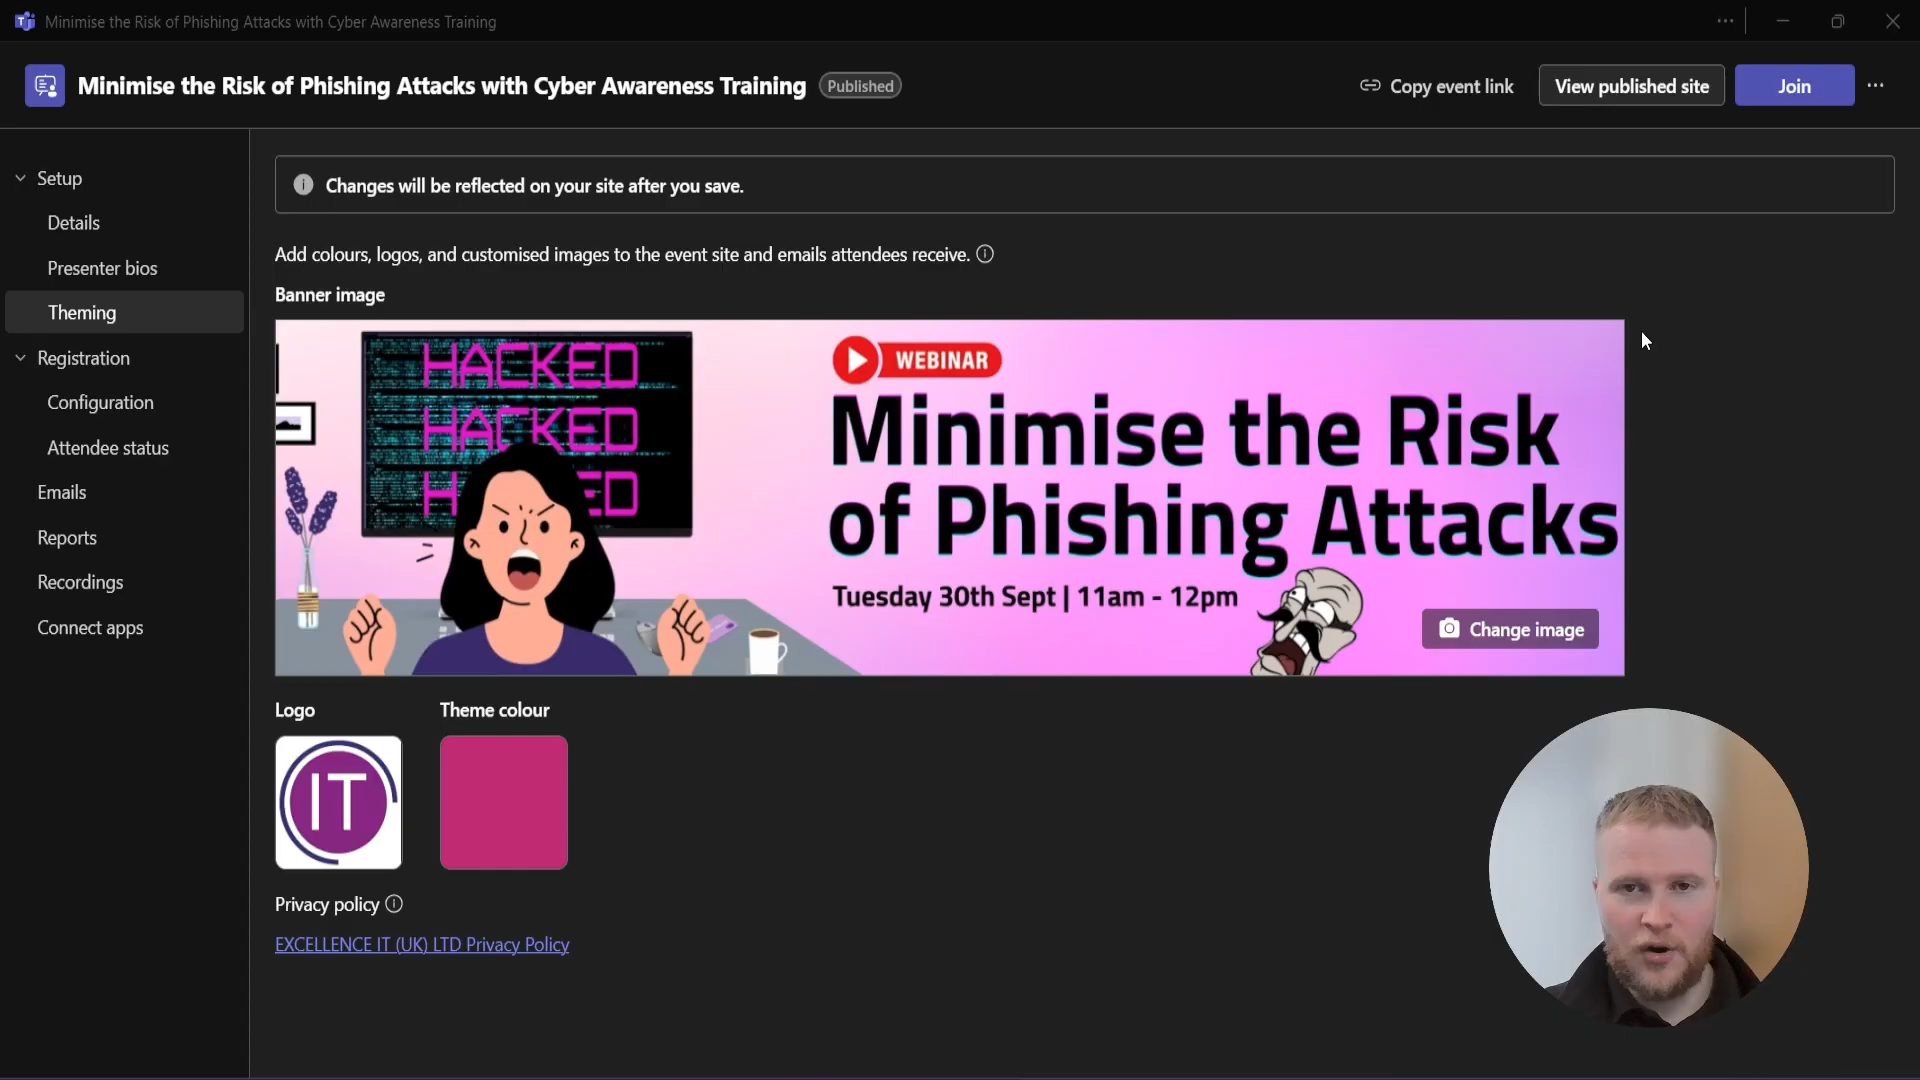 Minimise the Risk of Phishing Attacks with Cyber Awareness Training
Minimise the Risk of Phishing Attacks with Cyber Awareness Training
Published
Copy event link
View published site
Join
Setup
Details
Presenter bios
Theming
Registration
Configuration
Attendee status
Emails
Reports
Recordings
Connect apps
Changes will be reflected on your site after you save.
Add colours, logos, and customised images to the event site and emails attendees receive.
Banner image
HACKED
HACKED
H ED
WEBINAR
Minimise the Risk
of Phishing Attacks
Tuesday 30th Sept | 11am - 12pm
Change image
Logo
Theme colour
IT
Privacy policy
EXCELLENCE IT (UK) LTD Privacy Policy